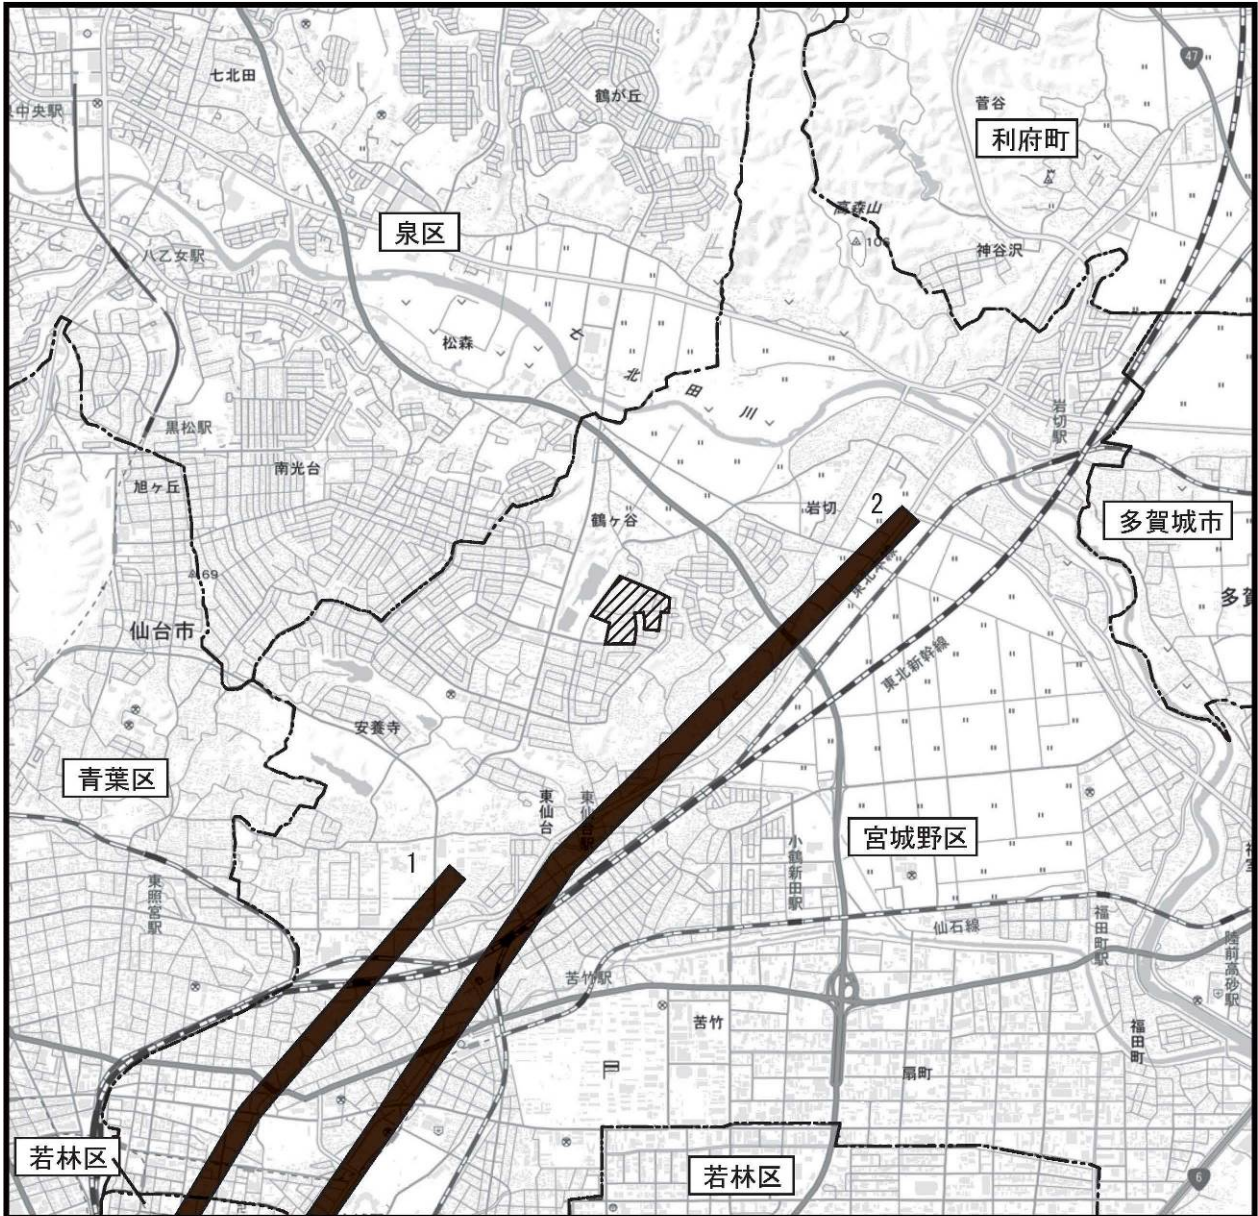 七北田
鶴が丘
菅谷
47
利府町
中央駅
泉区
高森山
神谷沢
八乙女駅
松森
七北田川
黒松駅
南光台
旭ヶ丘
岩切駅
鶴ヶ谷
岩切
2
多賀城市
69
仙台市
東北本線
東北新幹線
安養寺
青葉区
東仙台
東仙台駅
小鶴新田駅
宮城野区
1
東照宮駅
仙石線
福田町駅
陸前高砂駅
苦竹駅
苦竹
福田町
扇町
若林区
若林区
6